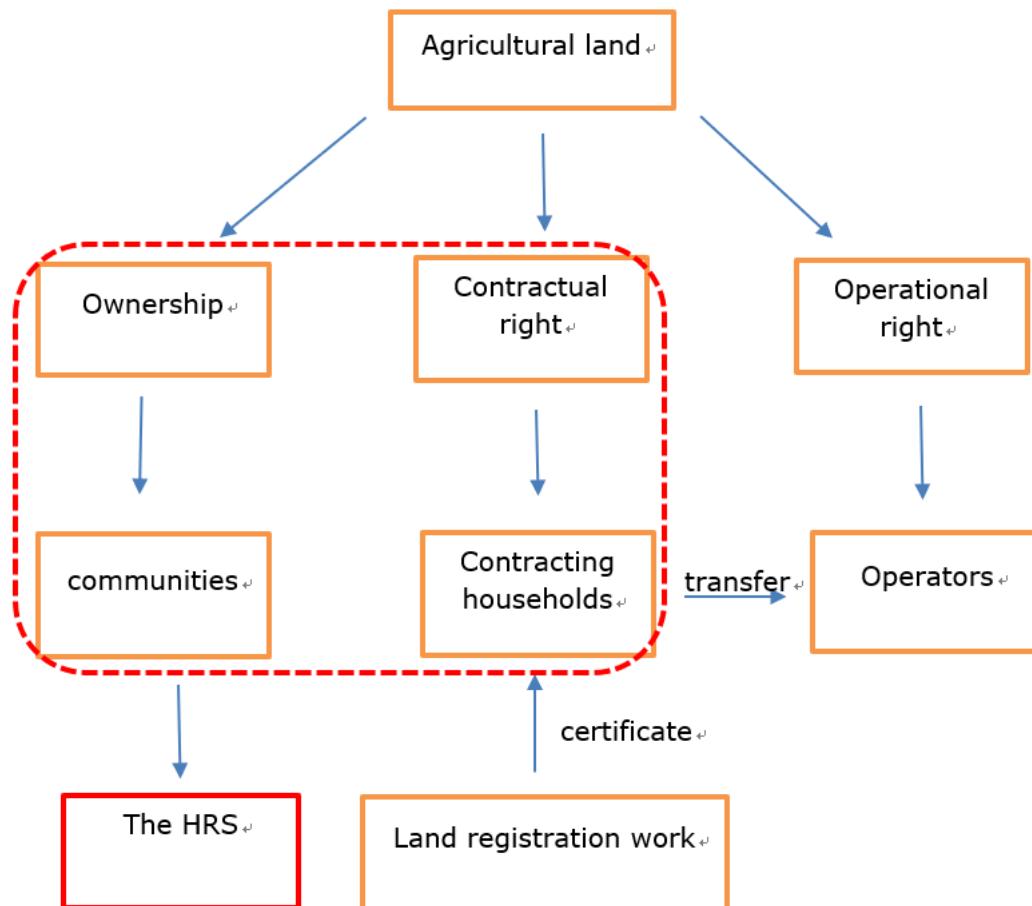 Agricultural land
Ownership
Contractual
right
Operational
right
communities
Contracting
households
transfer
Operators
certificate
The HRS
Land registration work